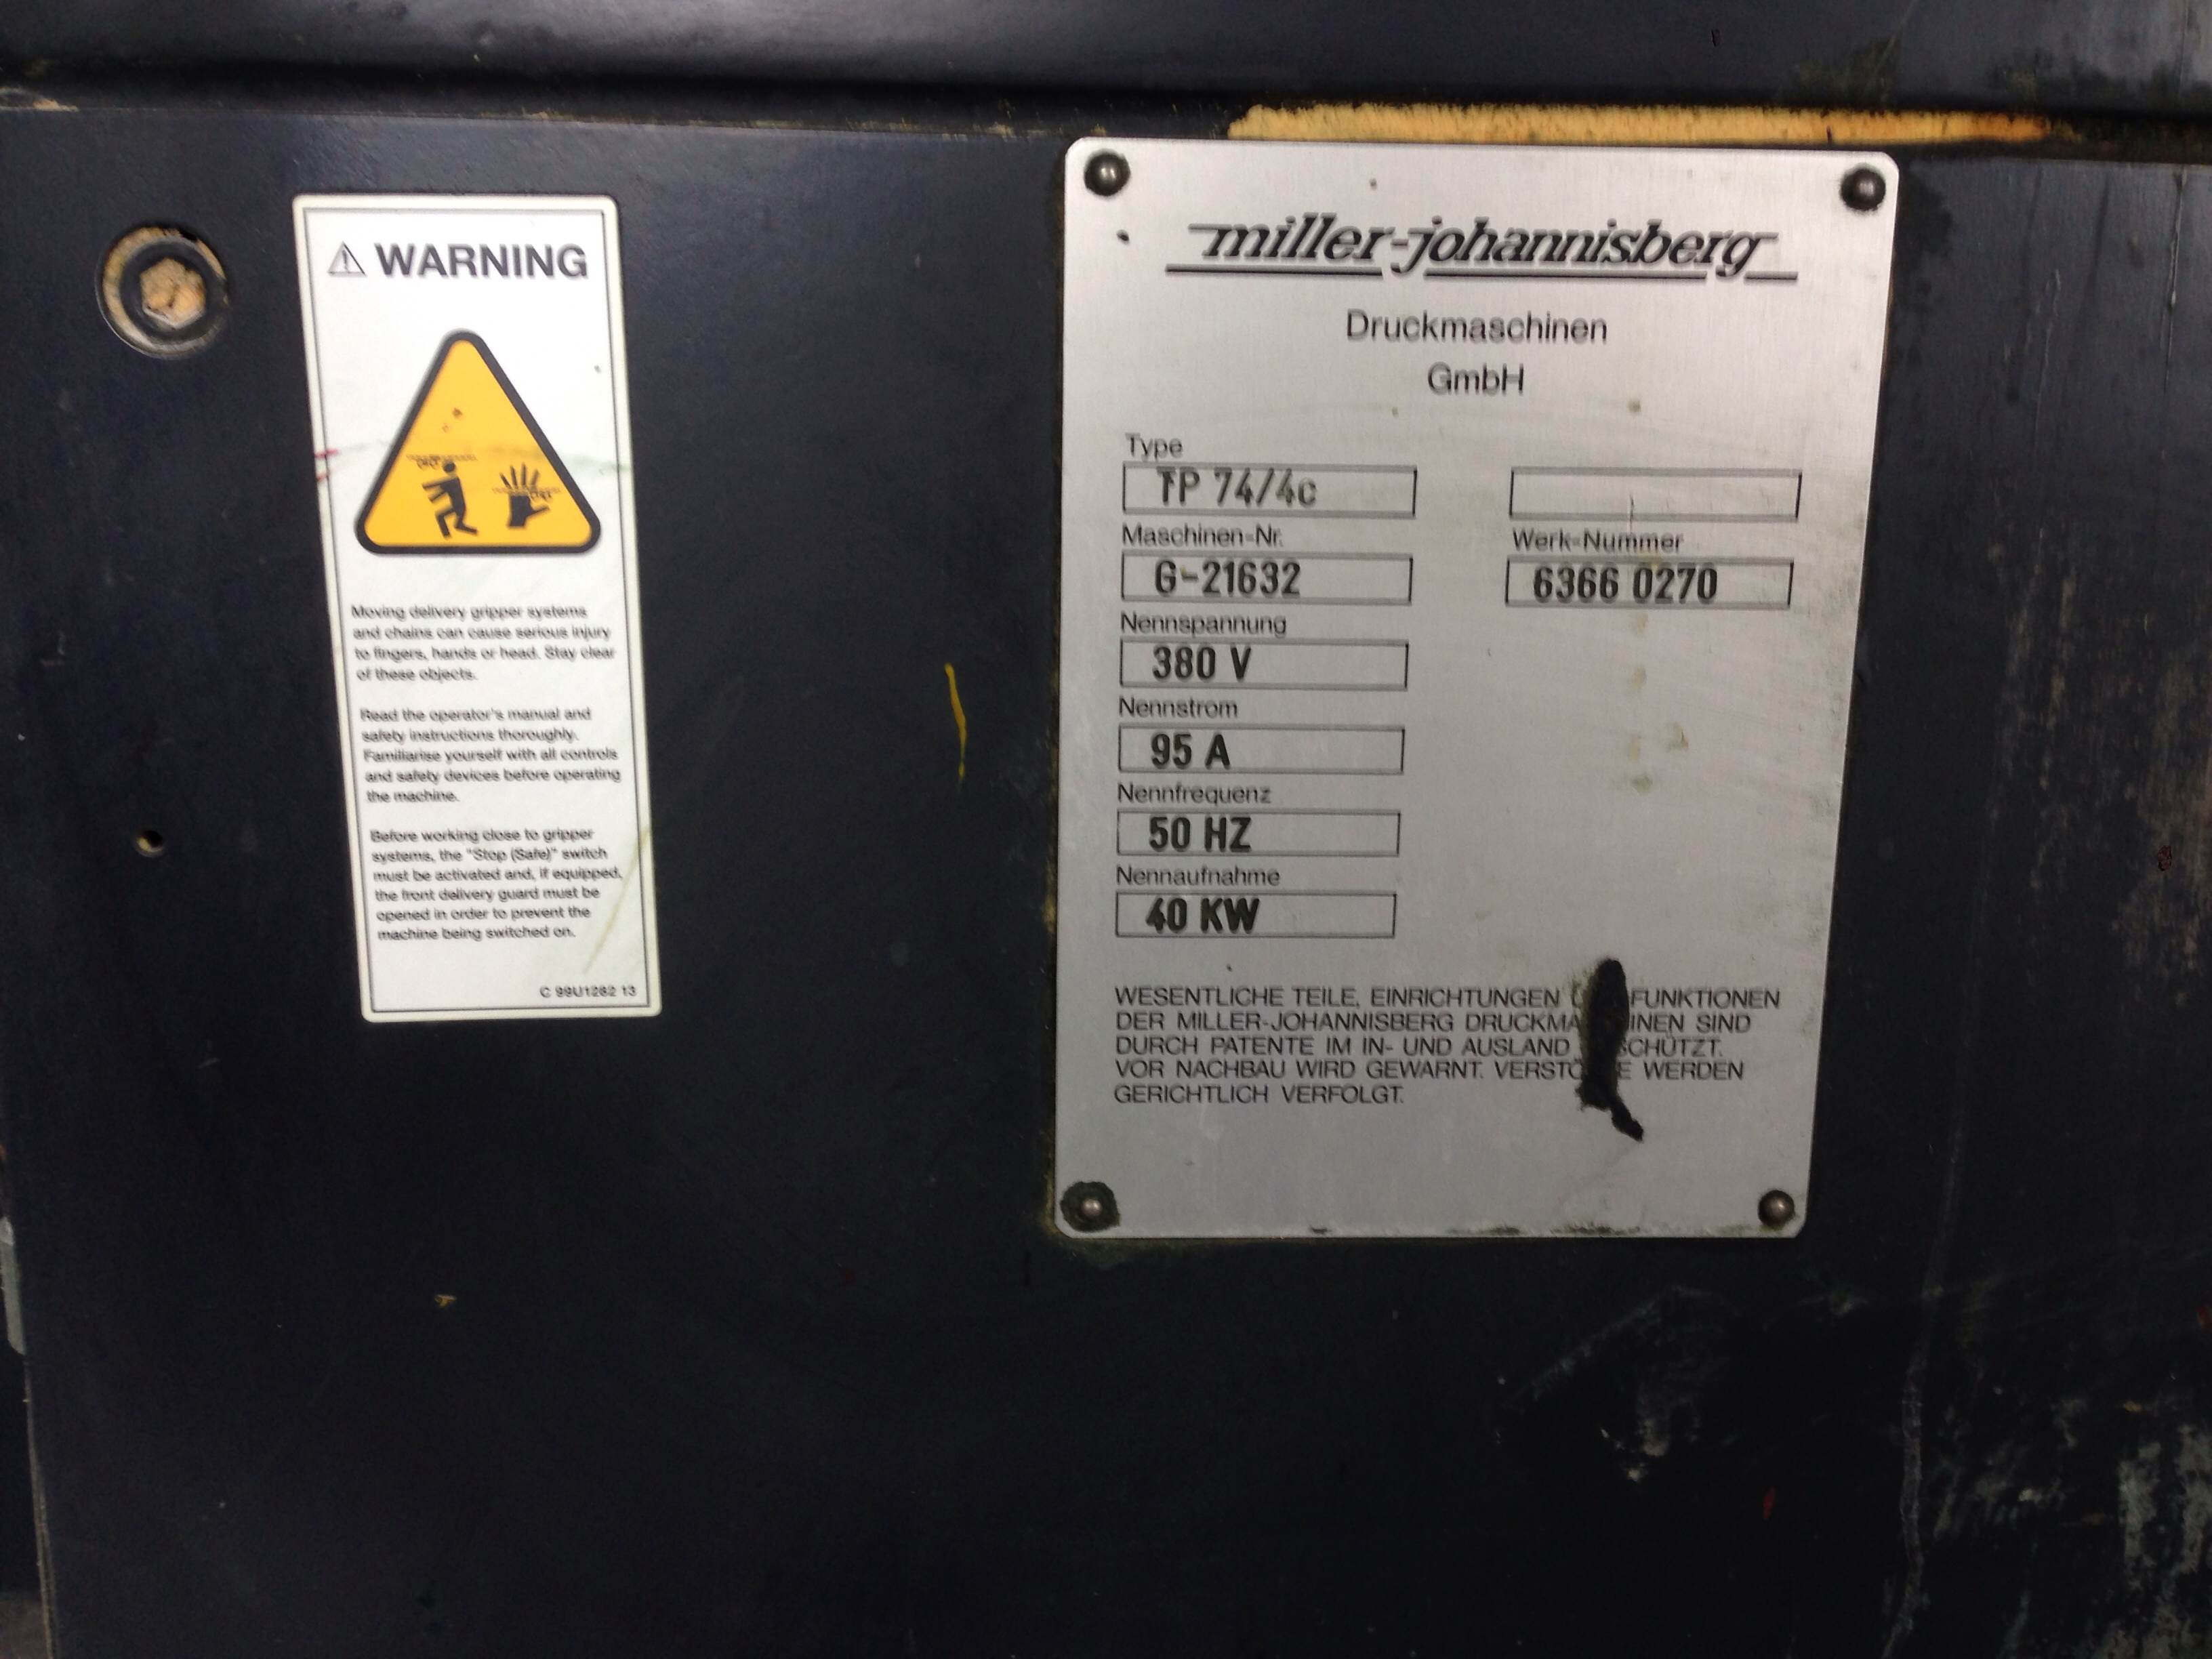 WARNING
Moving delivery gripper systems
and chains can cause serious injury
to fingers, hands or head. Stay clear
of these objects.
Read the operator's manual and
safety instructions thoroughly.
Familiarise yourself with all controls
and safety devices before operating
the machine.
Before working close to gripper
systems, the "Stop (Safe)" switch
must be activated and, if equipped,
the front delivery guard must be
opened in order to prevent the
machine being switched on.
C 99U1282 13
miller-johannisberg
Druckmaschinen
GmbH
Type
TP 74/4c
Maschinen-Nr.
G-21632
Werk-Nummer
6366 0270
Nennspannung
380 V
Nennstrom
95 A
Nennfrequenz
50 HZ
Nennaufnahme
40 KW
WESENTLICHE TEILE, EINRICHTUNGEN FUNKTIONEN
DER MILLER-JOHANNISBERG SIND
DURCH PATENTE IM IN- UND AUSLAND
VOR NACHBAU WIRD GEWARNT. WERDEN
GERICHTLICH VERFOLGT.